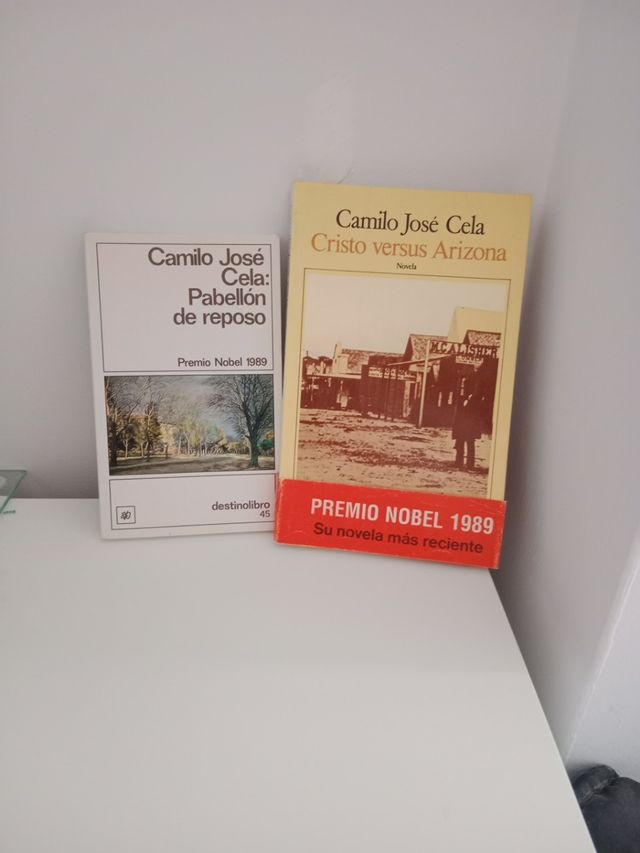 Camilo José
Cela:
Pabellón
de reposo
Premio Nobel 1989
destinolibro
45
Camilo José Cela
Cristo versus Arizona
Novela
MCALISHER
PREMIO NOBEL 1989
Su novela más reciente